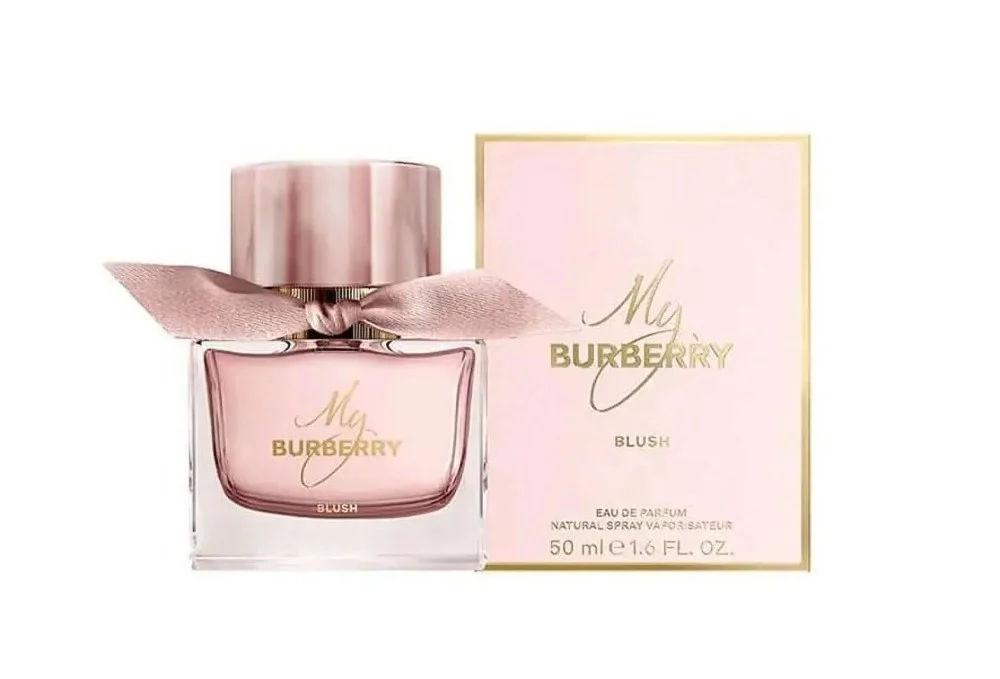 My
BURBERRY
BLUSH
My
BURBERRY
BLUSH
EAU DE PARFUM
NATURAL SPRAY VAPORISATEUR
50 ml e 1.6 FL. OZ.